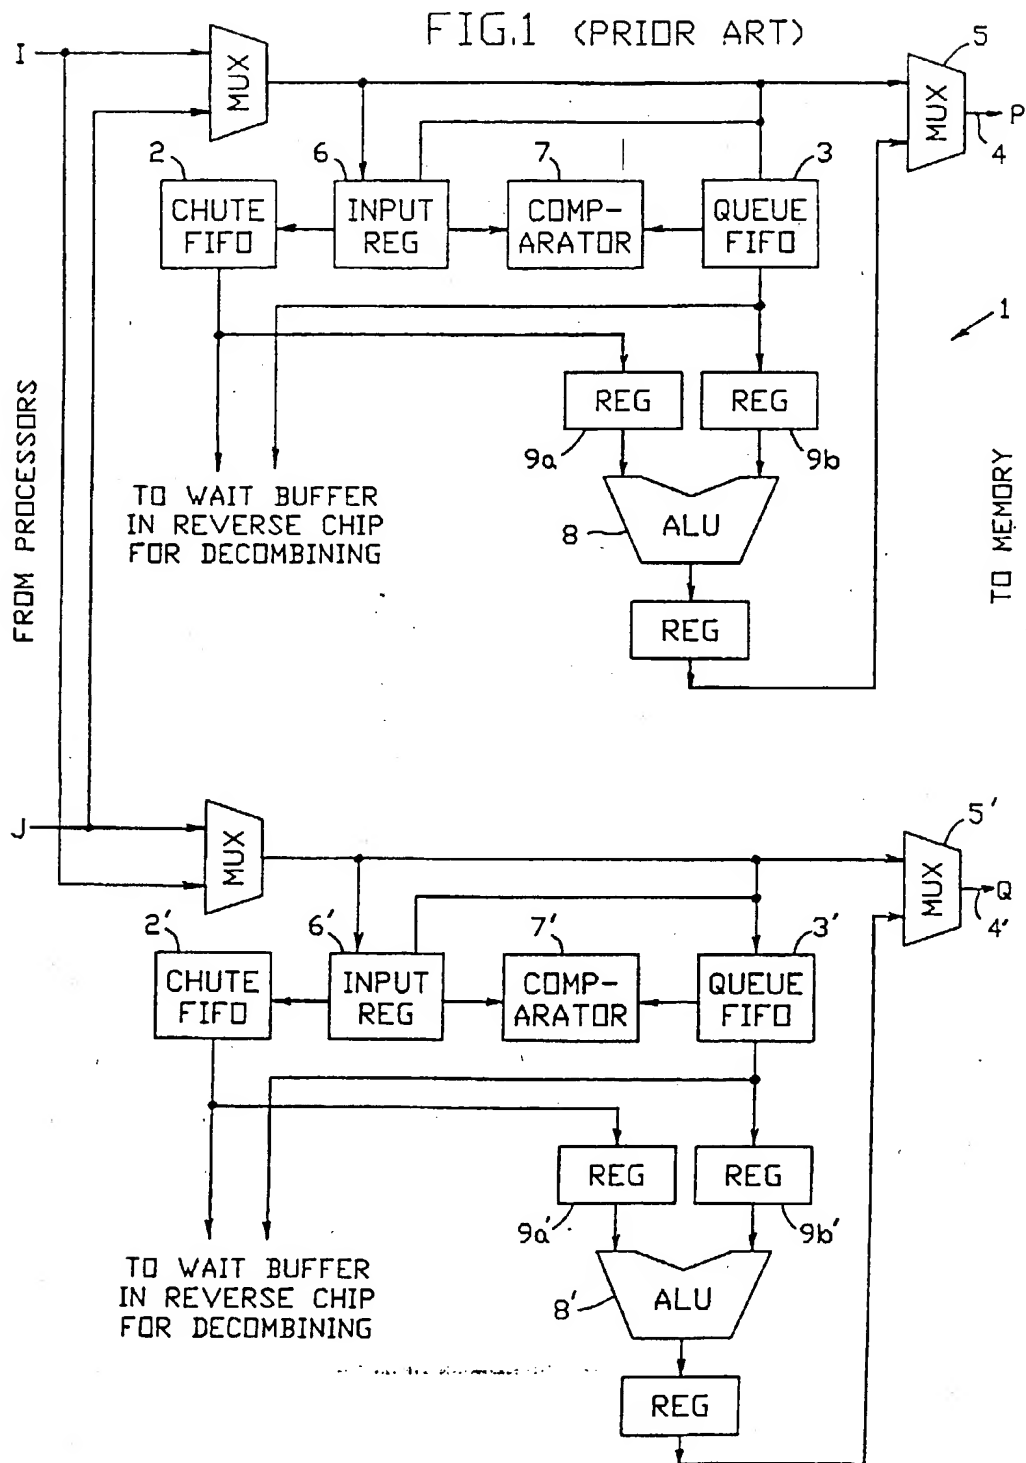 FIG.1 (PRIOR ART)
I
MUX
5
MUX
P
4
2
6
7
3
CHUTE
FIFO
INPUT
REG
COMP-
ARATOR
QUEUE
FIFO
1
FROM PROCESSORS
REG
REG
9a
9b
TO WAIT BUFFER
IN REVERSE CHIP
FOR DECOMBINING
8
ALU
TO MEMORY
REG
J
MUX
5'
MUX
Q
4'
2'
6'
7'
3'
CHUTE
FIFO
INPUT
REG
COMP-
ARATOR
QUEUE
FIFO
REG
REG
9a'
9b'
TO WAIT BUFFER
IN REVERSE CHIP
FOR DECOMBINING
8'
ALU
REG